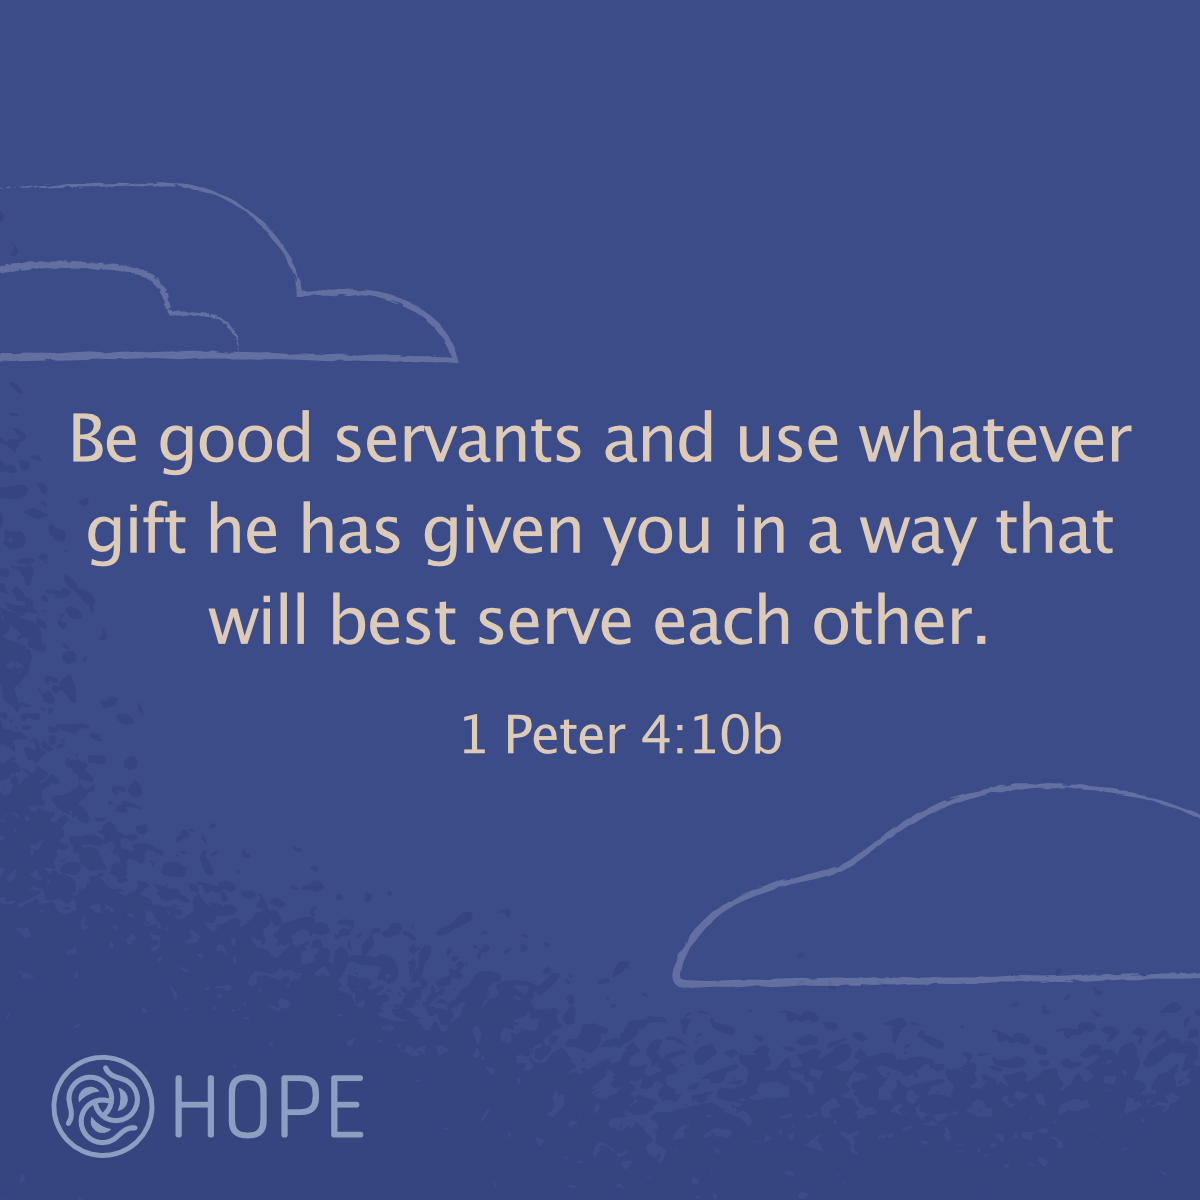 Be good servants and use whatever
gift he has given you in a way that
will best serve each other.
1 Peter 4:10b
HOPE